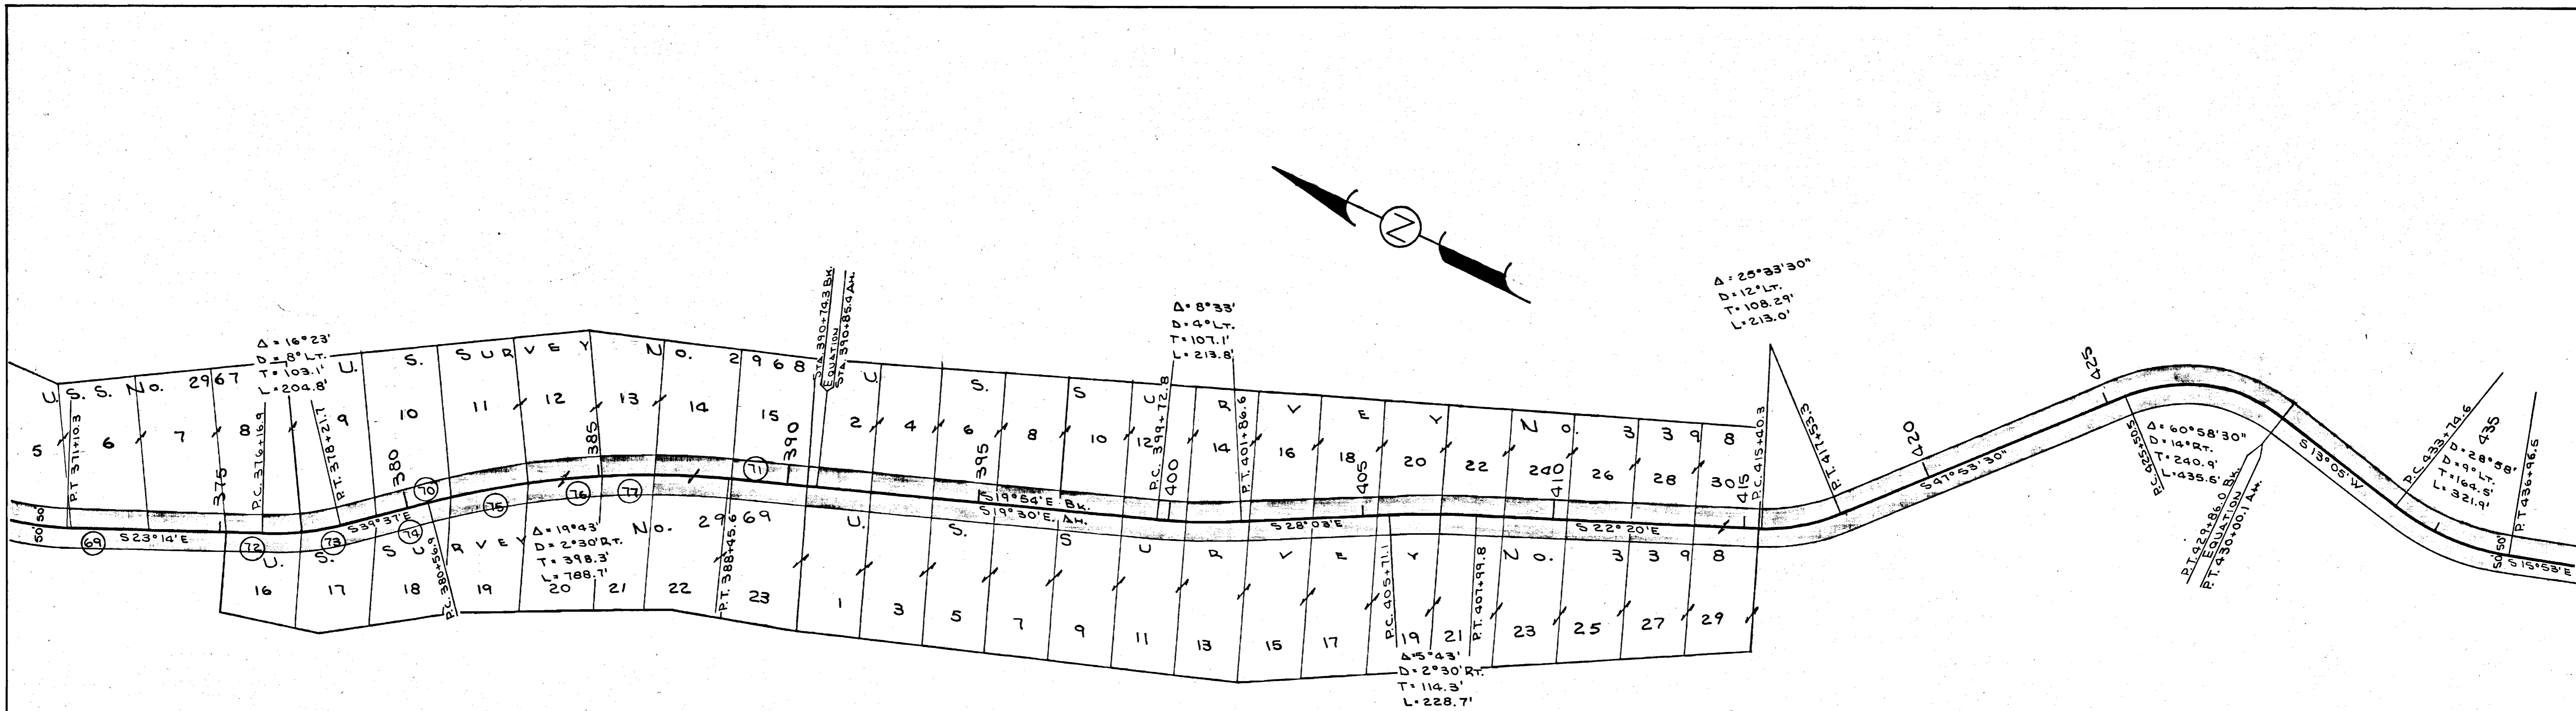 Δ = 16°23'
D = 8° LT.
T = 103.1'
L = 204.8'
STA. 390+74.3 BK.
EQUATION
STA. 390+85.4 AH.
Δ = 8°33'
D = 4° LT.
T = 107.1'
L = 213.8'
Δ = 25°33'30"
D = 12° LT.
T = 108.29'
L = 213.0'
N
U. S. S. No. 2967
U. S. SURVEY No. 2968
U. S. SURVEY No. 3398
5 6 7 8 9 10 11 12 13 14 15
2 4 6 8 10 12 14 16 18 20 22 24 26 28 30
P.T. 371+10.3
375
P.C. 376+16.9
P.T. 378+21.7
380
385
390
395
P.C. 399+72.8
400
P.T. 401+86.6
405
410
415
P.C. 415+40.3
P.T. 417+53.3
420
425
P.C. 425+50.5
Δ = 60°58'30"
D = 14° RT.
T = 240.9'
L = 435.6'
P.T. 429+86.0 BK.
EQUATION
P.T. 430+00.1 AH.
P.C. 433+74.6
435
Δ = 28°58'
D = 9° LT.
T = 164.5'
L = 321.9'
P.T. 436+96.5
50' 50'
50' 50'
69 72 73 74 70 75 76 77 71
S 23°14' E
S 39°37' E
S 19°54' E BK.
S 19°30' E. AH.
S 28°03' E
S 22°20' E
S 47°53'30"
S 13°05' W
S 15°53' E
U. S. SURVEY No. 2969
U. S. SURVEY No. 3398
P.C. 380+56.9
Δ = 19°43'
D = 2°30' RT.
T = 398.3'
L = 788.7'
P.T. 388+45.6
16 17 18 19 20 21 22 23
1 3 5 7 9 11 13 15 17 19 21 23 25 27 29
P.C. 405+71.1
P.T. 407+99.8
Δ = 5°43'
D = 2°30' RT.
T = 114.3'
L = 228.7'